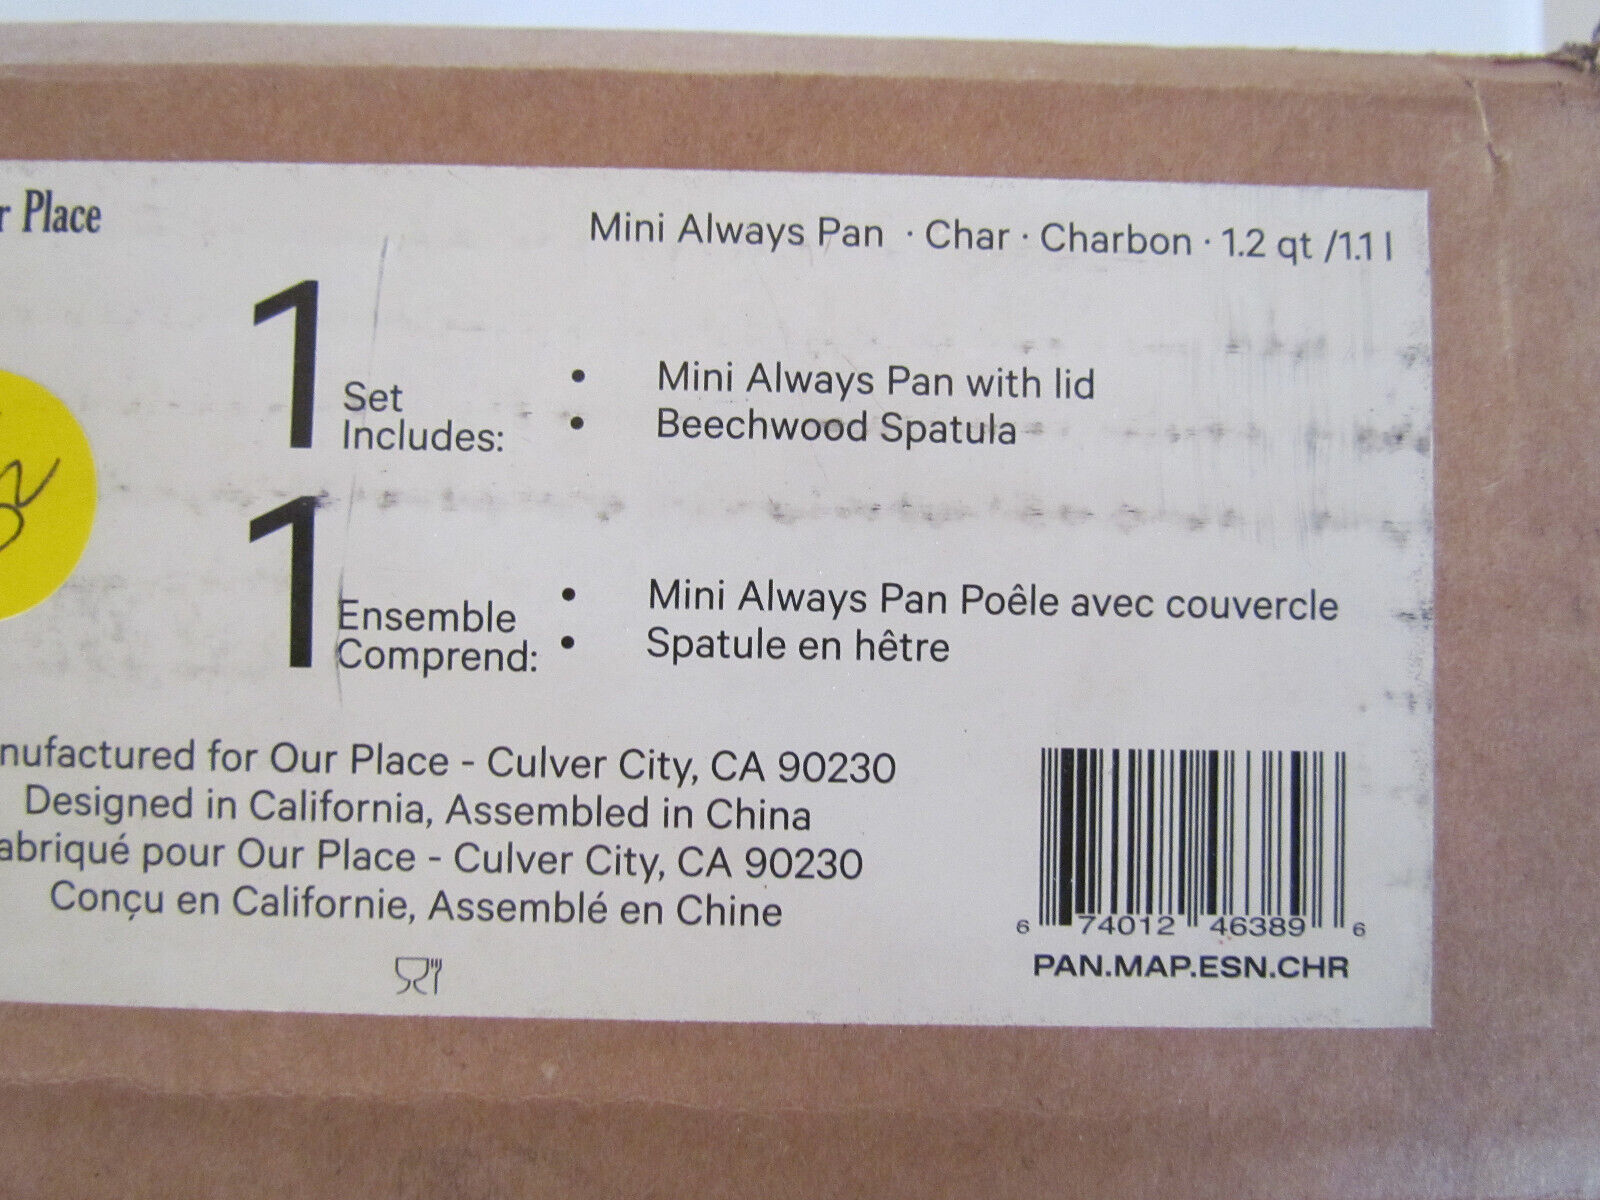 Place
Mini Always Pan · Char · Charbon · 1.2 qt /1.1 l
1 Set
Includes:
• Mini Always Pan with lid
• Beechwood Spatula
1 Ensemble
Comprend:
• Mini Always Pan Poêle avec couvercle
• Spatule en hêtre
nufactured for Our Place - Culver City, CA 90230
Designed in California, Assembled in China
abriqué pour Our Place - Culver City, CA 90230
Conçu en Californie, Assemblé en Chine
6 74012 46389 6
PAN.MAP.ESN.CHR